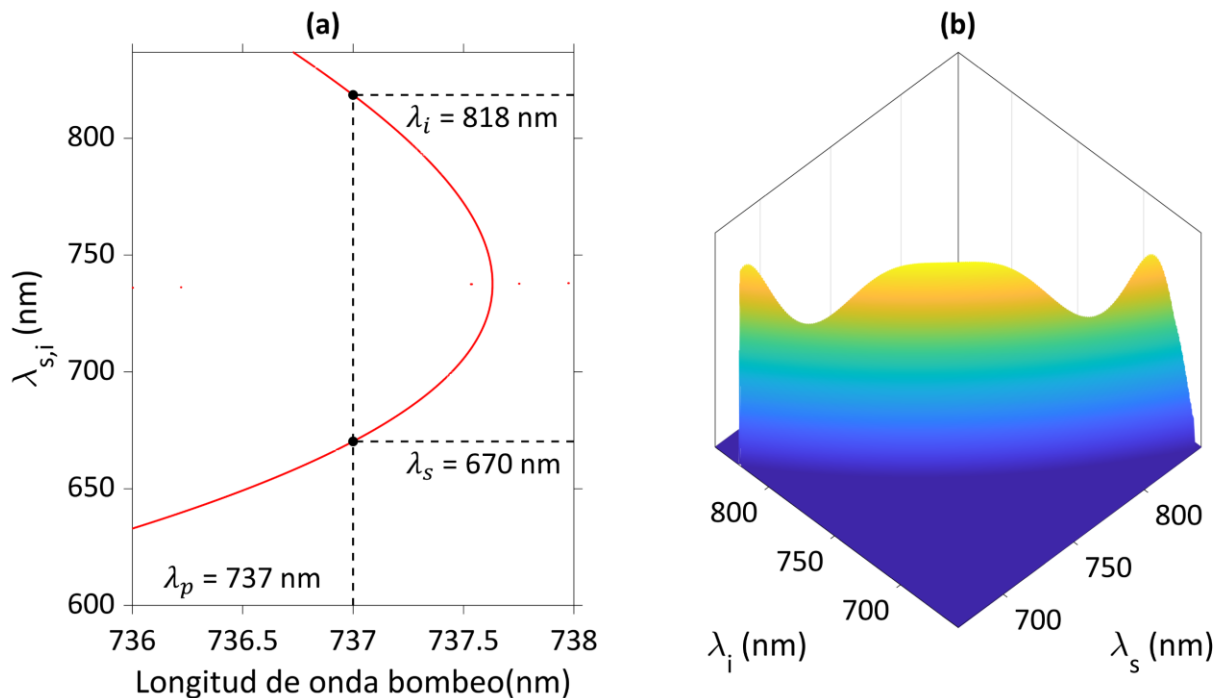 (a)
800
750
700
650
600
λs,i (nm)
λi = 818 nm
λs = 670 nm
λp = 737 nm
736
736.5
737
737.5
738
Longitud de onda bombeo(nm)
(b)
800
750
700
λi (nm)
800
750
700
λs (nm)